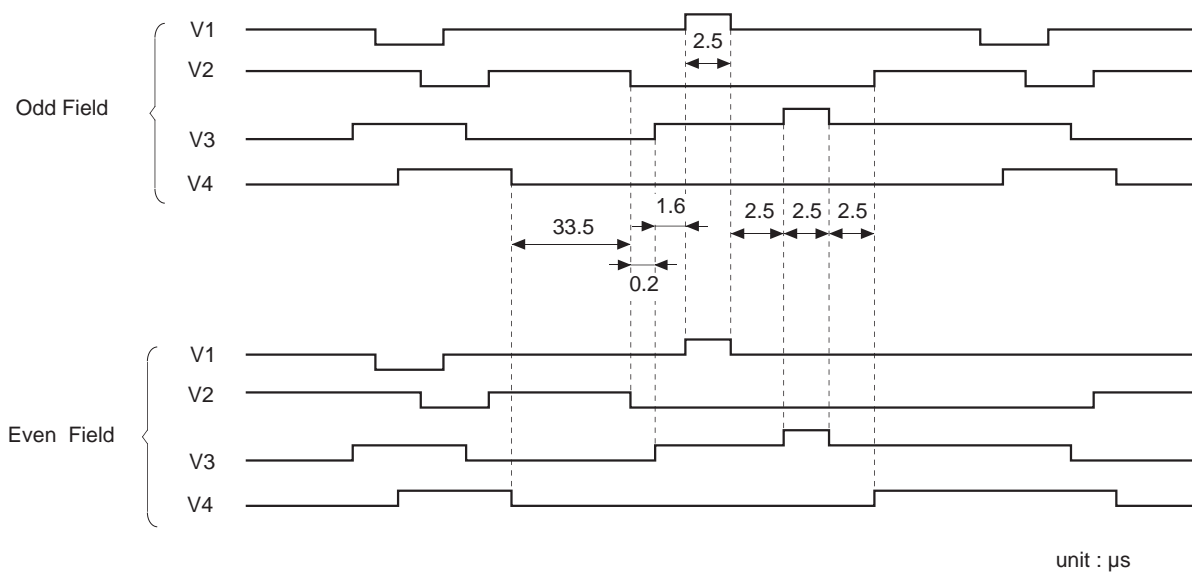 V1
2.5
V2
Odd Field
V3
V4
1.6
2.5 2.5 2.5
33.5
0.2
V1
V2
Even Field
V3
V4
unit : µs